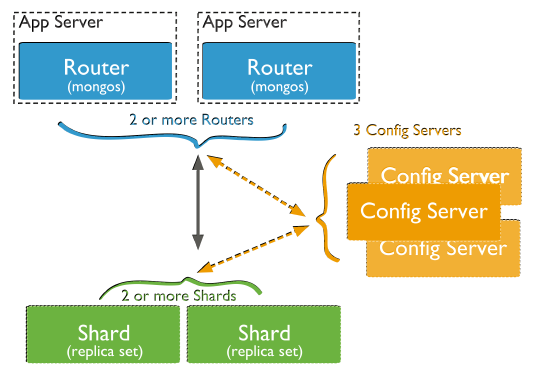 App Server
App Server
Router
(mongos)
Router
(mongos)
2 or more Routers
3 Config Servers
Config Server
Config Server
Config Server
2 or more Shards
Shard
(replica set)
Shard
(replica set)